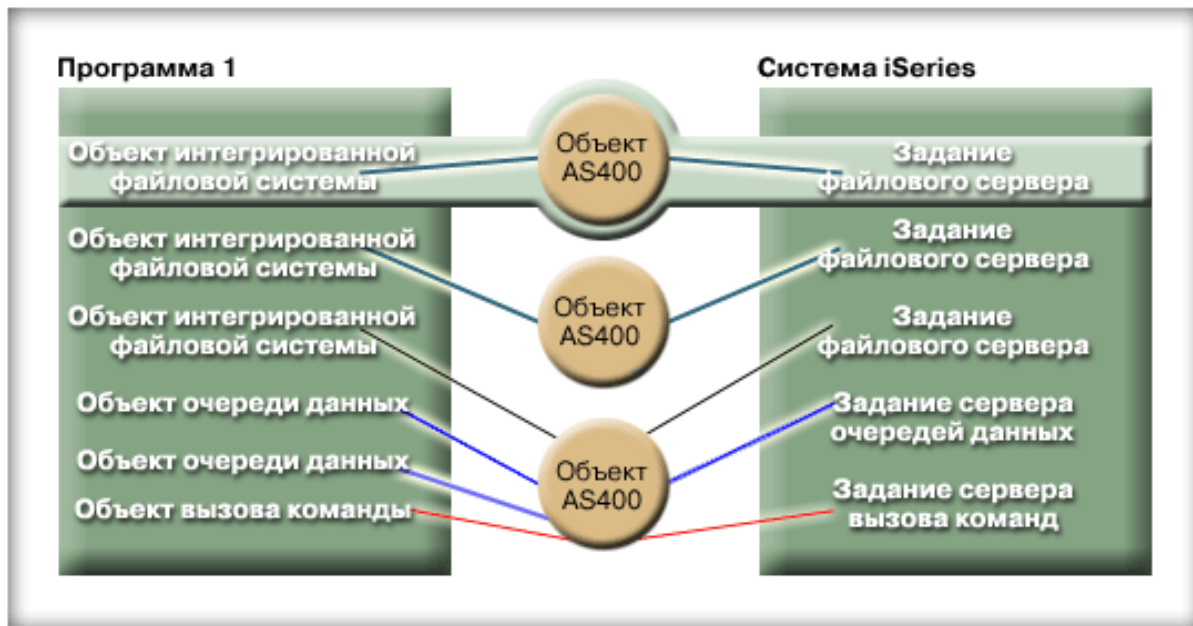 Программа 1
Система iSeries
Объект интегрированной
файловой системы
Объект
AS400
Задание
файлового сервера
Объект интегрированной
файловой системы
Объект
AS400
Задание
файлового сервера
Объект интегрированной
файловой системы
Задание
файлового сервера
Объект очереди данных
Объект очереди данных
Объект вызова команды
Объект
AS400
Задание сервера
очередей данных
Задание сервера
вызова команд